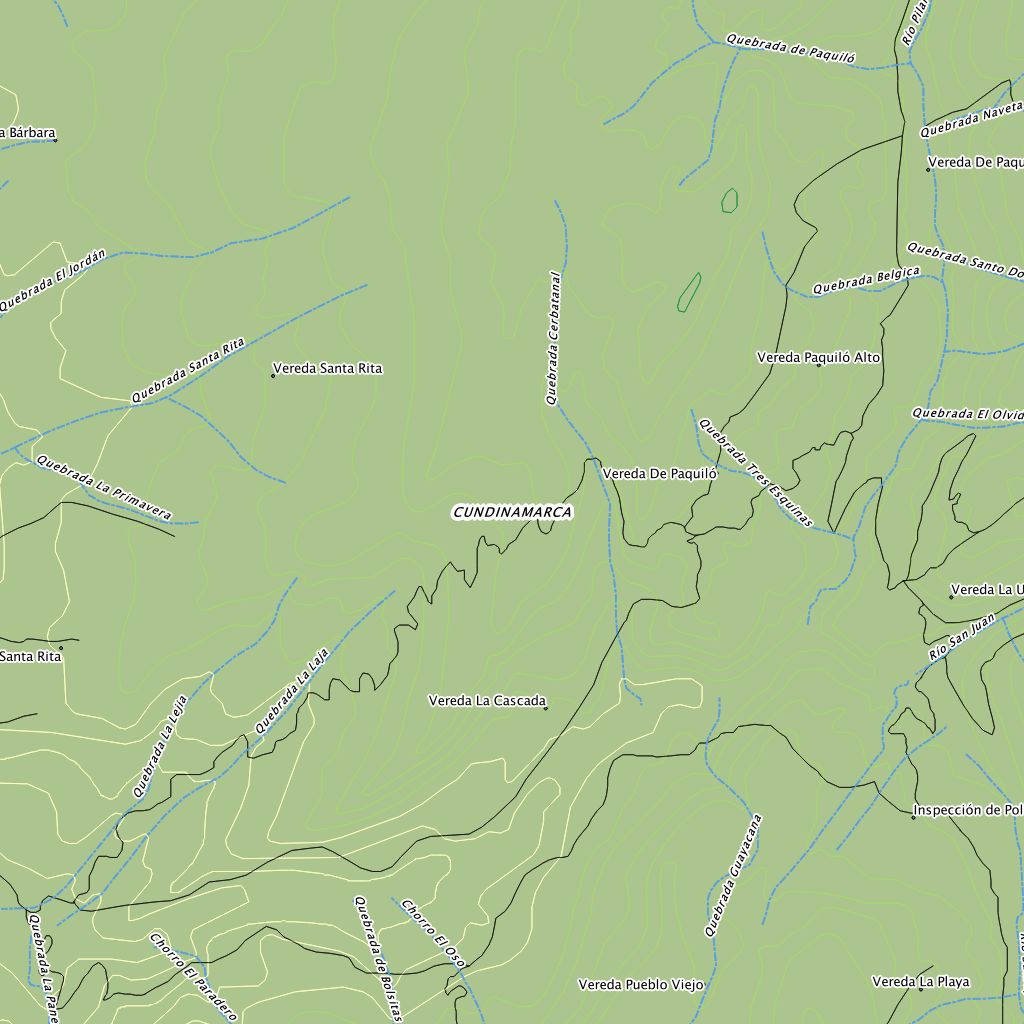 Río Pilar
Quebrada de Paquiló
Quebrada Naveta
a Bárbara
Vereda De Paqu
Quebrada El Jordán
Quebrada Santo Do
Quebrada Belgica
Quebrada Cerbatanal
Quebrada Santa Rita
Vereda Santa Rita
Vereda Paquiló Alto
Quebrada El Olvid
Quebrada La Primavera
Quebrada Tres Esquinas
Vereda De Paquiló
CUNDINAMARCA
Vereda La U
Río San Juan
Santa Rita
Quebrada La Laja
Quebrada La Lejía
Vereda La Cascada
Inspección de Pol
Quebrada Guayacana
Quebrada La Pane
Chorro El Paradero
Quebrada de Bolsitas
Chorro El Oso
Vereda Pueblo Viejo
Vereda La Playa